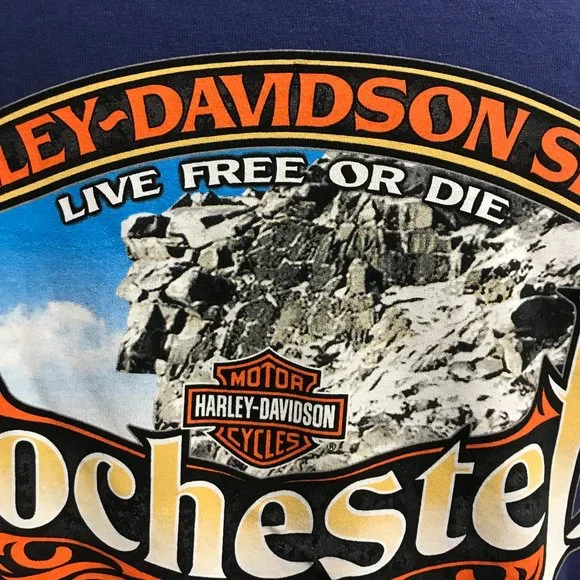 LEY-DAVIDSON S
LIVE FREE OR DIE
MOTOR
HARLEY-DAVIDSON
CYCLES ®
ocheste